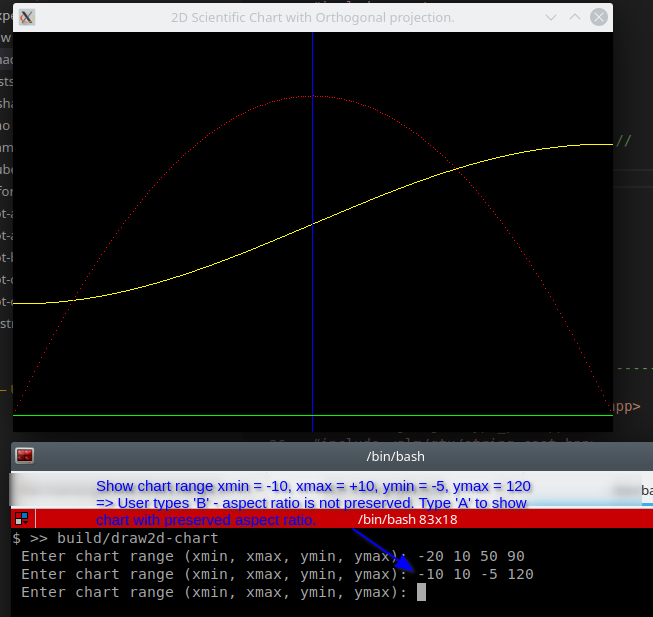 2D Scientific Chart with Orthogonal projection.
//
-----
pp>
/bin/bash
Show chart range xmin = -10, xmax = +10, ymin = -5, ymax = 120
=> User types 'B' - aspect ratio is not preserved. Type 'A' to show
chart with preserved aspect ratio.
/bin/bash 83x18
$ >> build/draw2d-chart
Enter chart range (xmin, xmax, ymin, ymax): -20 10 50 90
Enter chart range (xmin, xmax, ymin, ymax): -10 10 -5 120
Enter chart range (xmin, xmax, ymin, ymax):